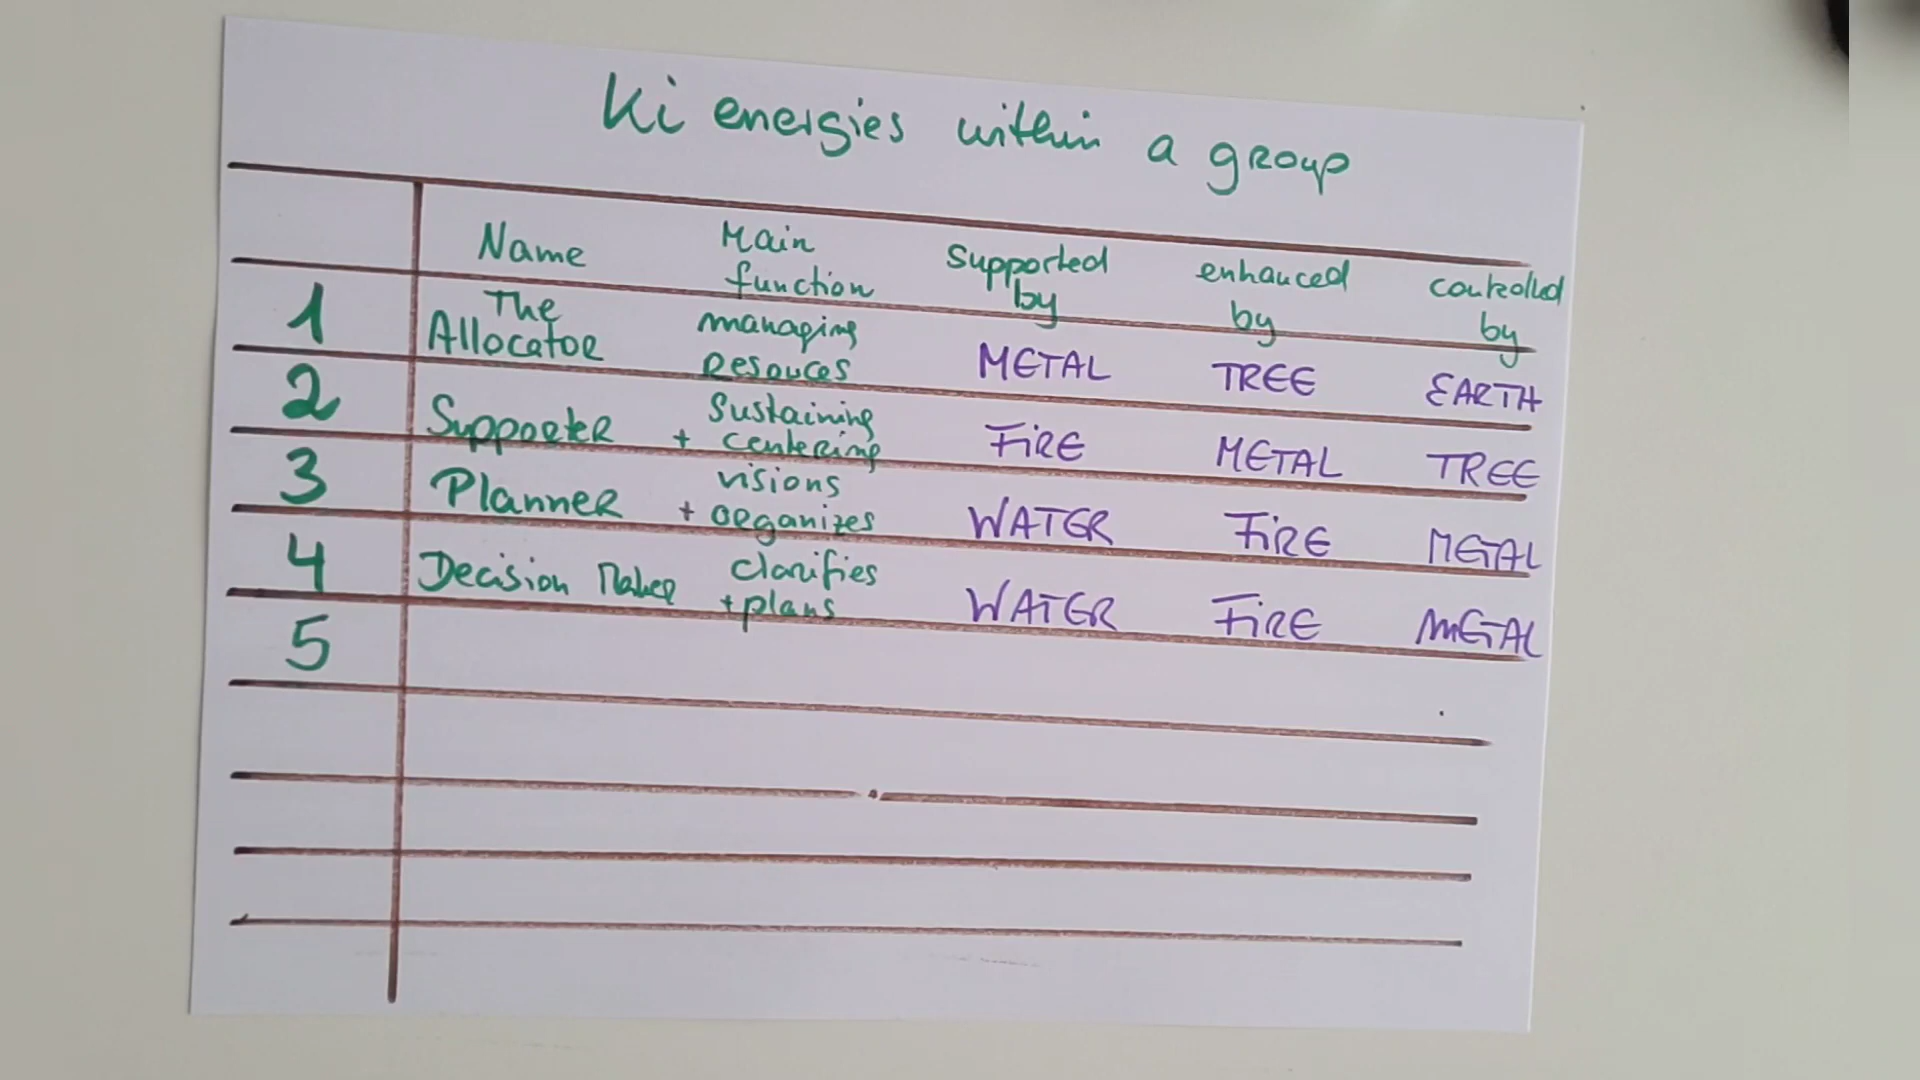 Ki energies within a group
Name Main function Supported by enhanced by controlled by
1 The Allocator managing Resouces METAL TREE EARTH
2 Supporter Sustaining + centering FiRE METAL TREE
3 Planner visions + organizes WATER FiRE METAL
4 Decision Maker clarifies + plans WATER FiRE METAL
5